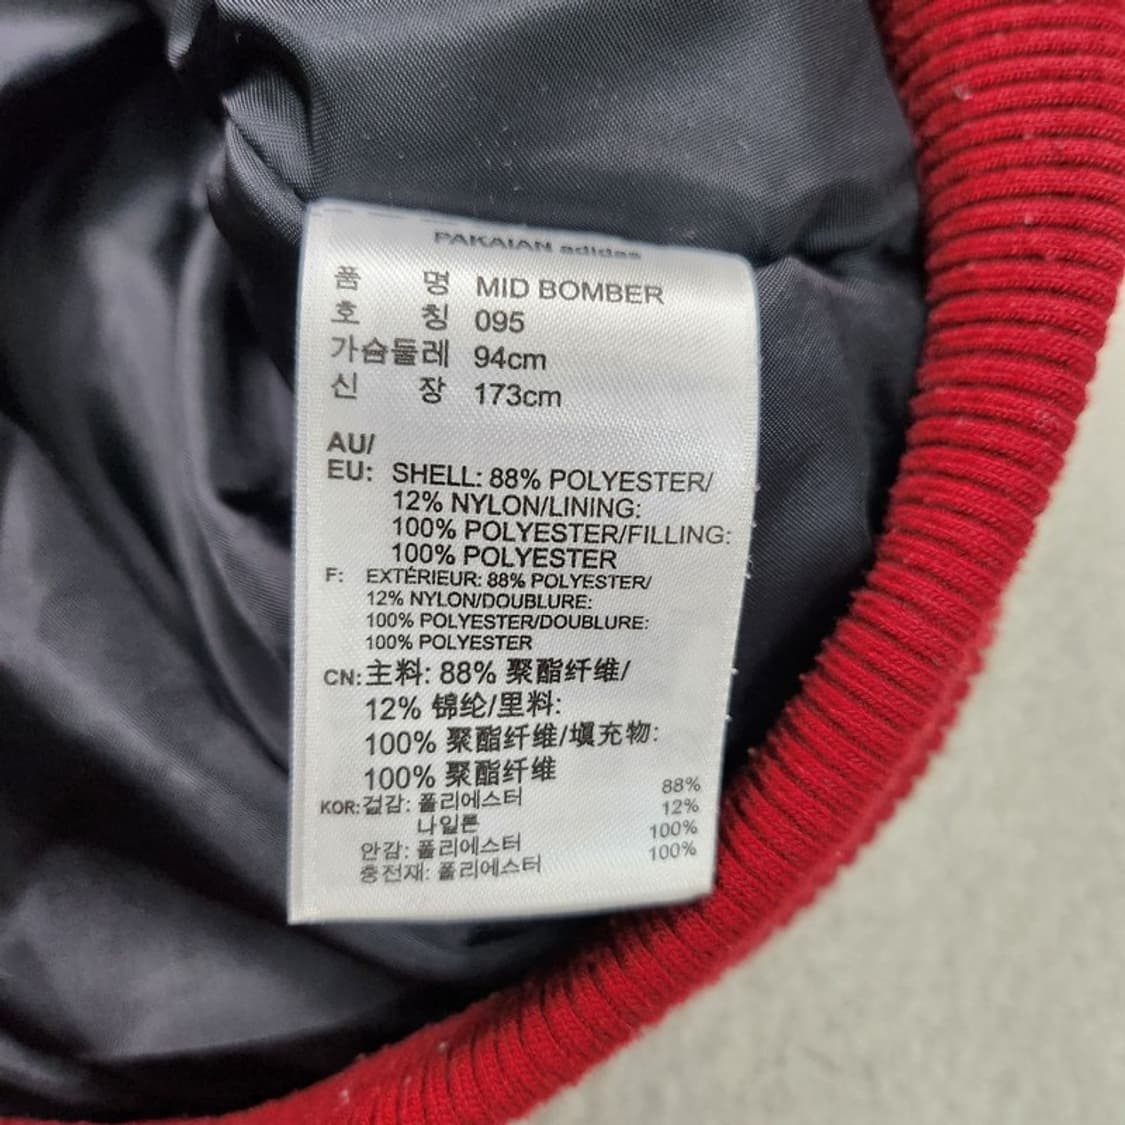 PAKAIAN adidas
품 명 MID BOMBER
호 칭 095
가슴둘레 94cm
신 장 173cm
AU/
EU: SHELL: 88% POLYESTER/
12% NYLON/LINING:
100% POLYESTER/FILLING:
100% POLYESTER
F: EXTÉRIEUR: 88% POLYESTER/
12% NYLON/DOUBLURE:
100% POLYESTER/DOUBLURE:
100% POLYESTER
CN: 主料: 88% 聚酯纤维/
12% 锦纶/里料:
100% 聚酯纤维/填充物:
100% 聚酯纤维
KOR: 겉감: 폴리에스터 88%
나일론 12%
안감: 폴리에스터 100%
충전재: 폴리에스터 100%